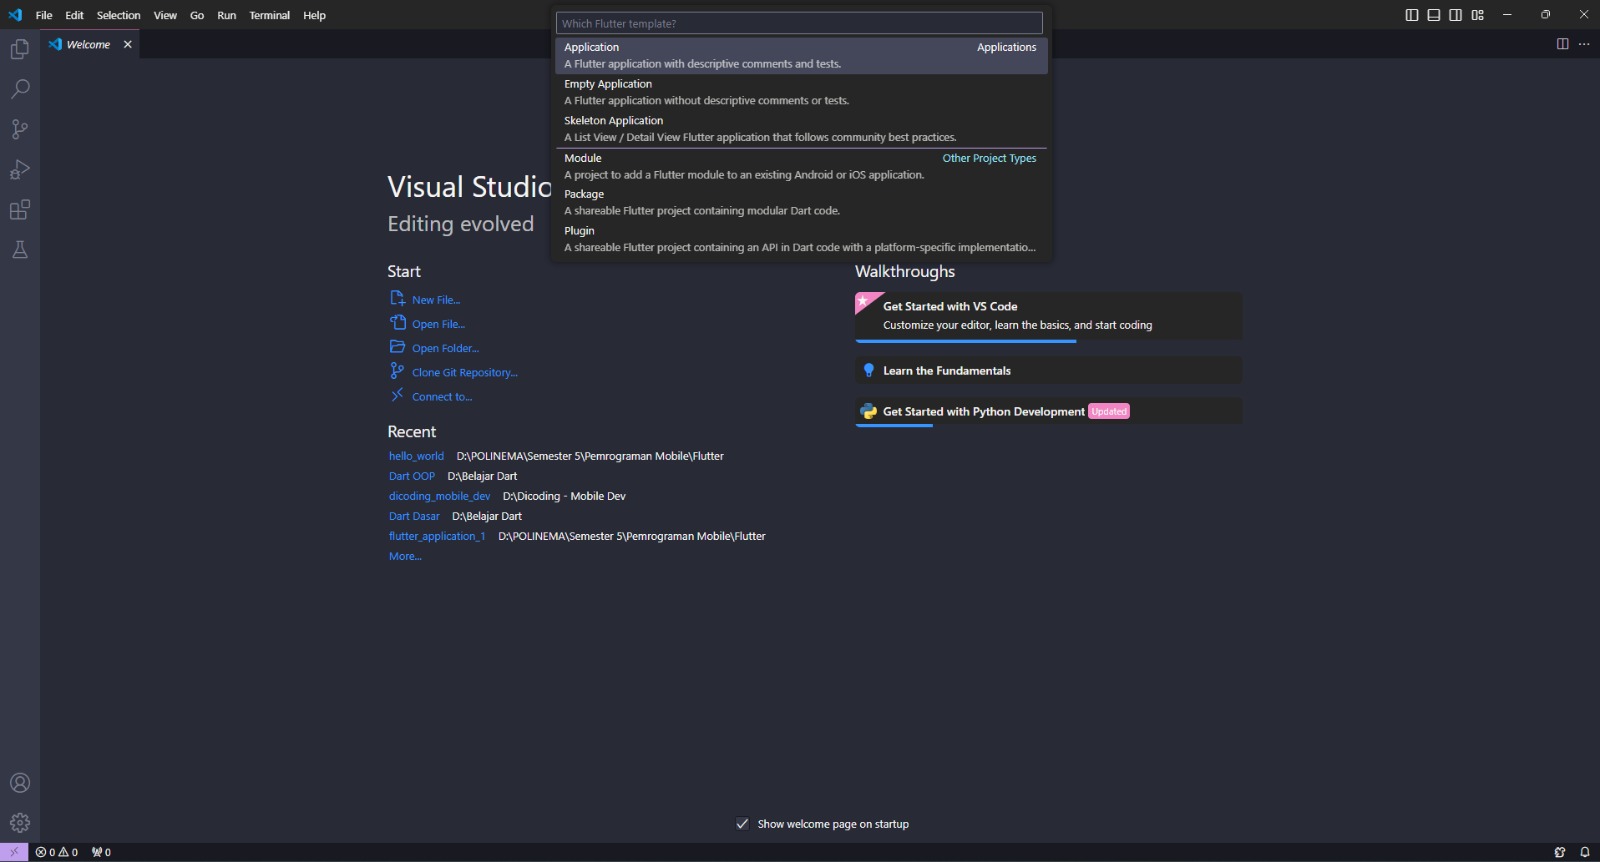 File Edit Selection View Go Run Terminal Help
Welcome
Which Flutter template?
Application Applications
A Flutter application with descriptive comments and tests.
Empty Application
A Flutter application without descriptive comments or tests.
Skeleton Application
A List View / Detail View Flutter application that follows community best practices.
Module Other Project Types
A project to add a Flutter module to an existing Android or iOS application.
Package
A shareable Flutter project containing modular Dart code.
Plugin
A shareable Flutter project containing an API in Dart code with a platform-specific implementatio...
Visual Studio
Editing evolved
Start
New File...
Open File...
Open Folder...
Clone Git Repository...
Connect to...
Recent
hello_world D:\POLINEMA\Semester 5\Pemrograman Mobile\Flutter
Dart OOP D:\Belajar Dart
dicoding_mobile_dev D:\Dicoding - Mobile Dev
Dart Dasar D:\Belajar Dart
flutter_application_1 D:\POLINEMA\Semester 5\Pemrograman Mobile\Flutter
More...
Walkthroughs
Get Started with VS Code
Customize your editor, learn the basics, and start coding
Learn the Fundamentals
Get Started with Python Development Updated
Show welcome page on startup
0 0 0